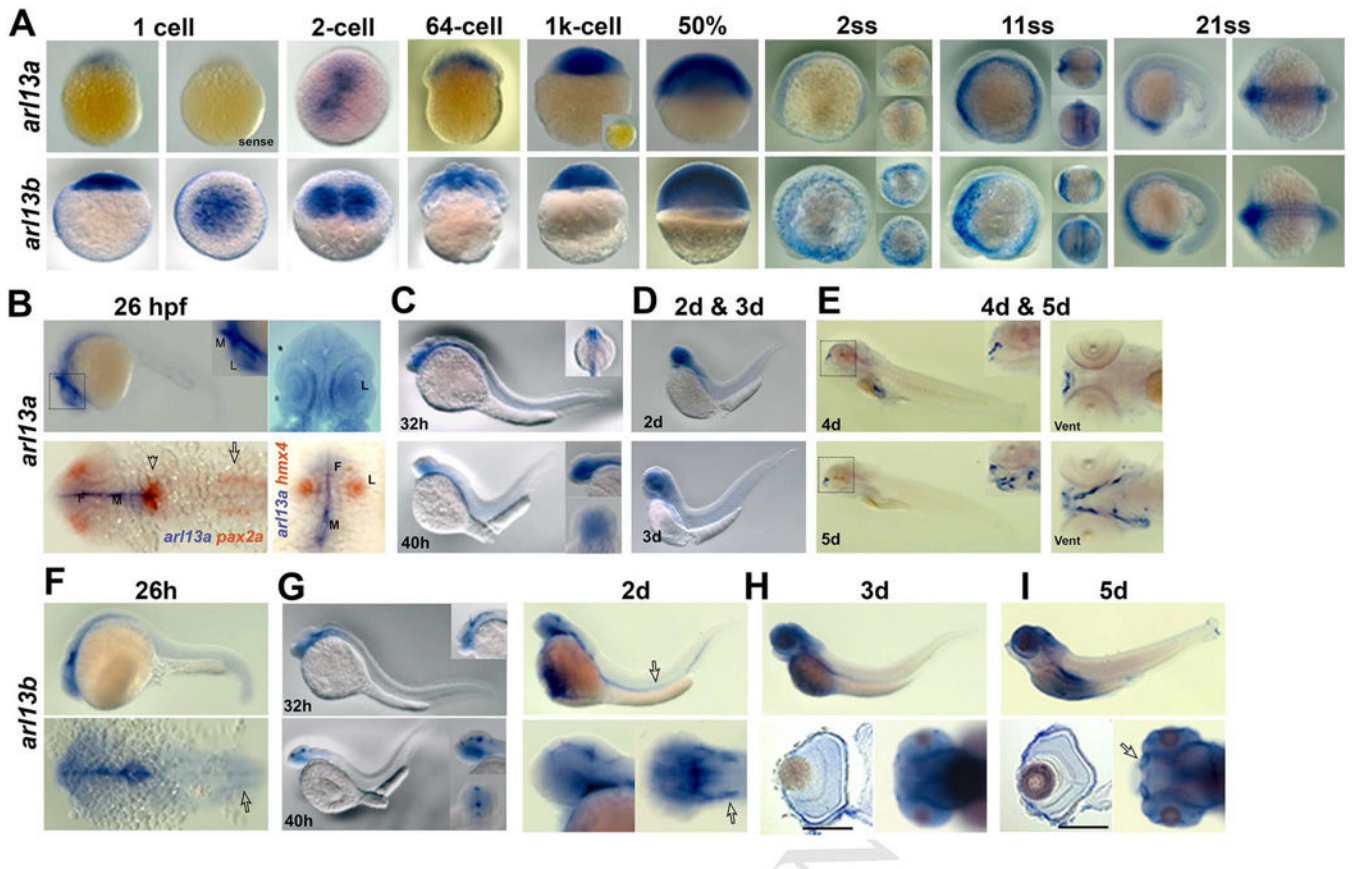 A
1 cell 2-cell 64-cell 1k-cell 50% 2ss 11ss 21ss
arl13a
sense
arl13b
B 26 hpf C D 2d & 3d E 4d & 5d
arl13a
M
L
L
32h
2d
4d
Vent
F
M
arl13a pax2a
arl13a hmx4
F
L
M
40h
3d
5d
Vent
F 26h G 2d H 3d I 5d
arl13b
32h
40h